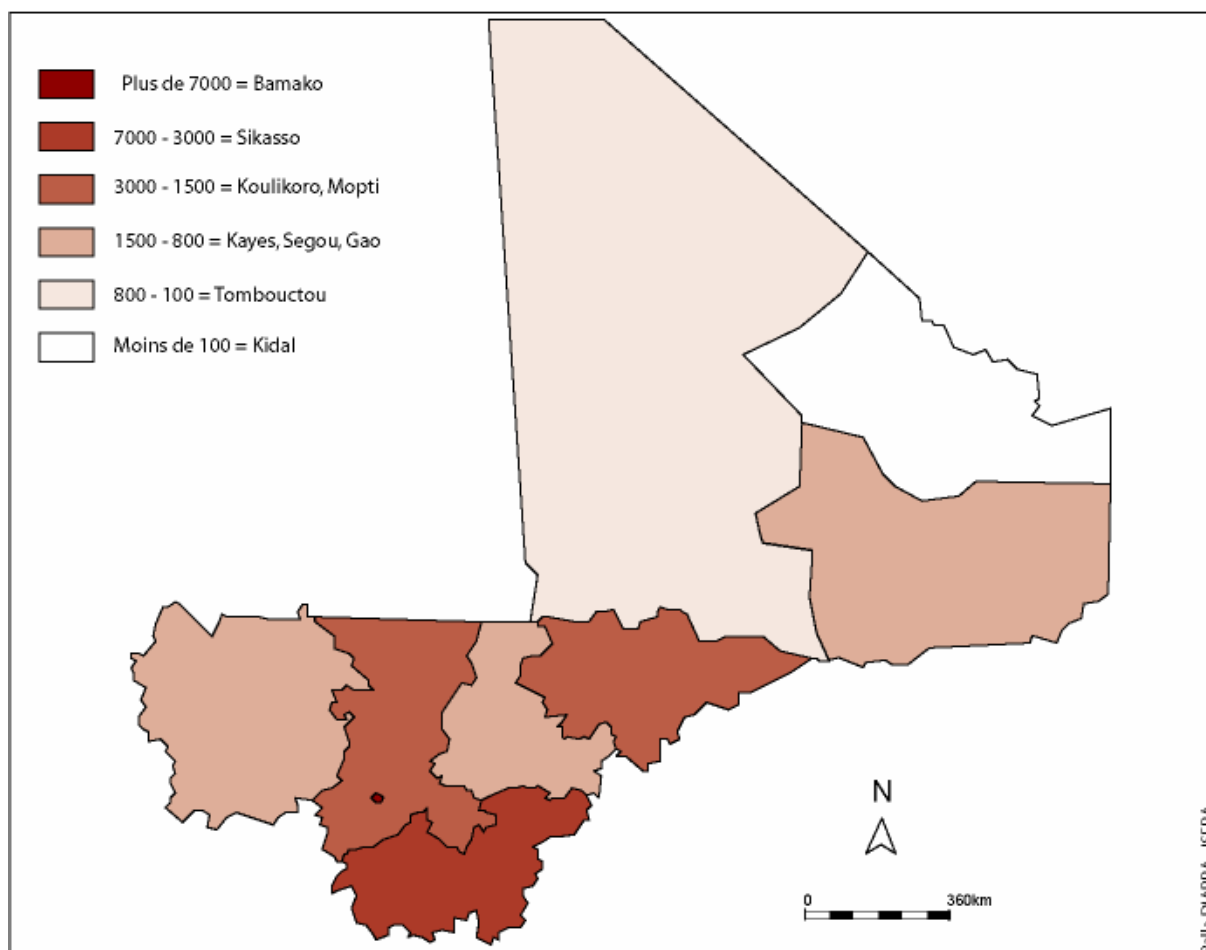 Plus de 7000 = Bamako
7000 - 3000 = Sikasso
3000 - 1500 = Koulikoro, Mopti
1500 - 800 = Kayes, Segou, Gao
800 - 100 = Tombouctou
Moins de 100 = Kidal
N
0 360km